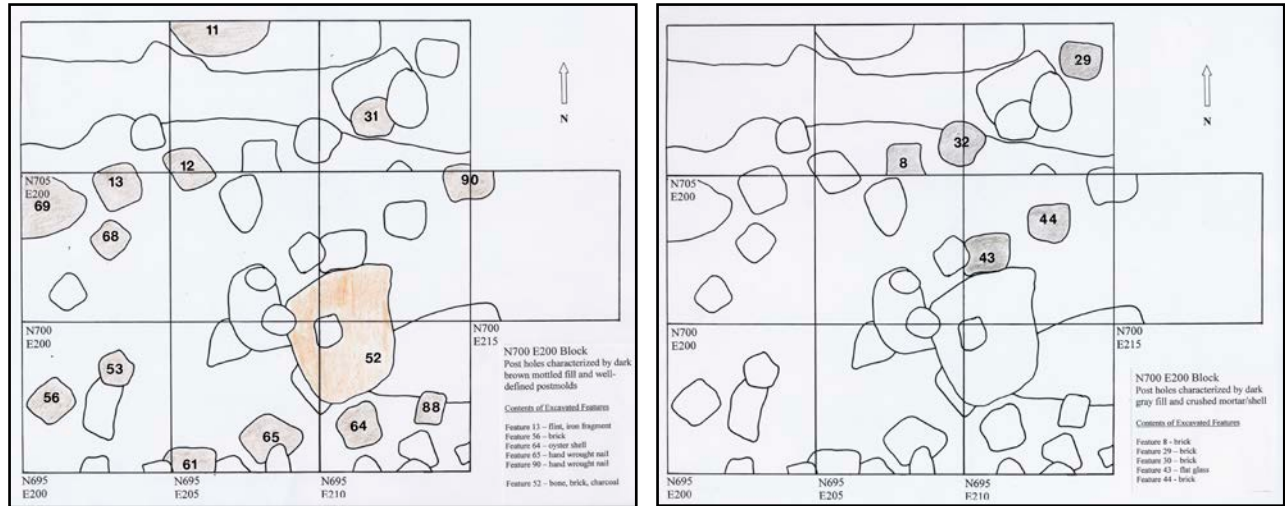 11
31
N
12
13
N705
E200
90
69
68
N700
E200
N700
E215
52
53
56
88
65
64
61
N695
E200
N695
E205
N695
E210
N700 E200 Block
Post holes characterized by dark
brown mottled fill and well-
defined postmolds
Contents of Excavated Features
Feature 13 – flint, iron fragment
Feature 56 – brick
Feature 64 – oyster shell
Feature 65 – hand wrought nail
Feature 90 – hand wrought nail
Feature 52 – bone, brick, charcoal
29
N
32
8
N705
E200
44
43
N700
E200
N700
E215
N695
E200
N695
E205
N695
E210
N700 E200 Block
Post holes characterized by dark
gray fill and crushed mortar/shell
Contents of Excavated Features
Feature 8 - brick
Feature 29 – brick
Feature 30 – brick
Feature 43 – flat glass
Feature 44 - brick